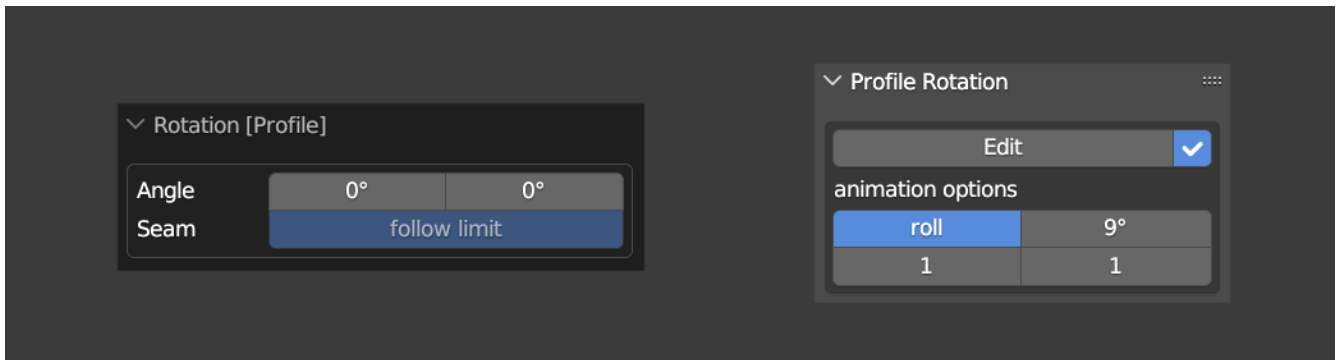 Rotation [Profile]
Angle 0° 0°
Seam follow limit
Profile Rotation
Edit
animation options
roll 9°
1 1